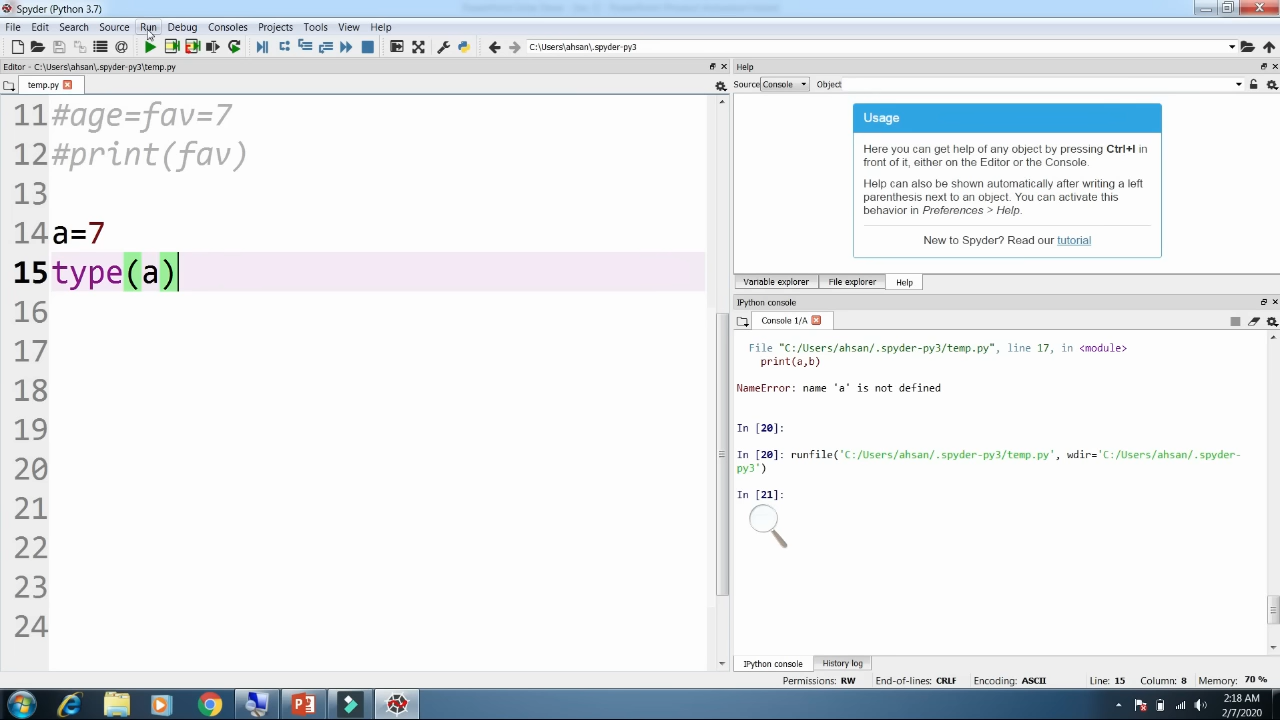 Spyder (Python 3.7)
File Edit Search Source Run Debug Consoles Projects Tools View Help
C:\Users\ahsan\.spyder-py3
Editor - C:\Users\ahsan\.spyder-py3\temp.py
temp.py
11 #age=fav=7
12 #print(fav)
13
14 a=7
15 type(a)
16
17
18
19
20
21
22
23
24
Help
Source Console Object
Usage
Here you can get help of any object by pressing Ctrl+I in
front of it, either on the Editor or the Console.
Help can also be shown automatically after writing a left
parenthesis next to an object. You can activate this
behavior in Preferences > Help.
New to Spyder? Read our tutorial
Variable explorer File explorer Help
IPython console
Console 1/A
File "C:/Users/ahsan/.spyder-py3/temp.py", line 17, in <module>
print(a,b)
NameError: name 'a' is not defined
In [20]:
In [20]: runfile('C:/Users/ahsan/.spyder-py3/temp.py', wdir='C:/Users/ahsan/.spyder-
py3')
In [21]:
IPython console History log
Permissions: RW End-of-lines: CRLF Encoding: ASCII Line: 15 Column: 8 Memory: 70 %
2:18 AM
2/7/2020